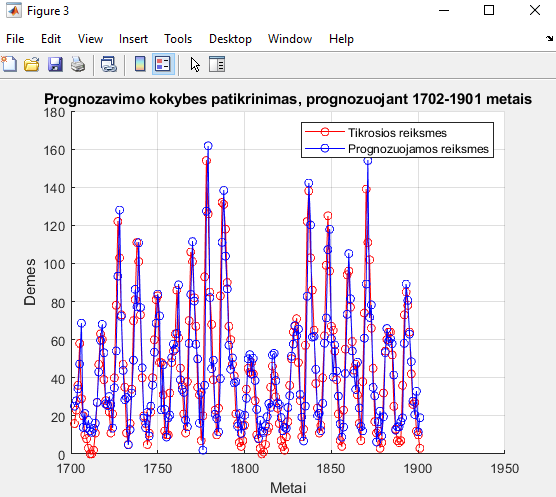 Figure 3
File Edit View Insert Tools Desktop Window Help
Prognozavimo kokybes patikrinimas, prognozuojant 1702-1901 metais
Tikrosios reiksmes
Prognozuojamos reiksmes
180
160
140
120
100
80
60
40
20
0
Demes
1700 1750 1800 1850 1900 1950
Metai